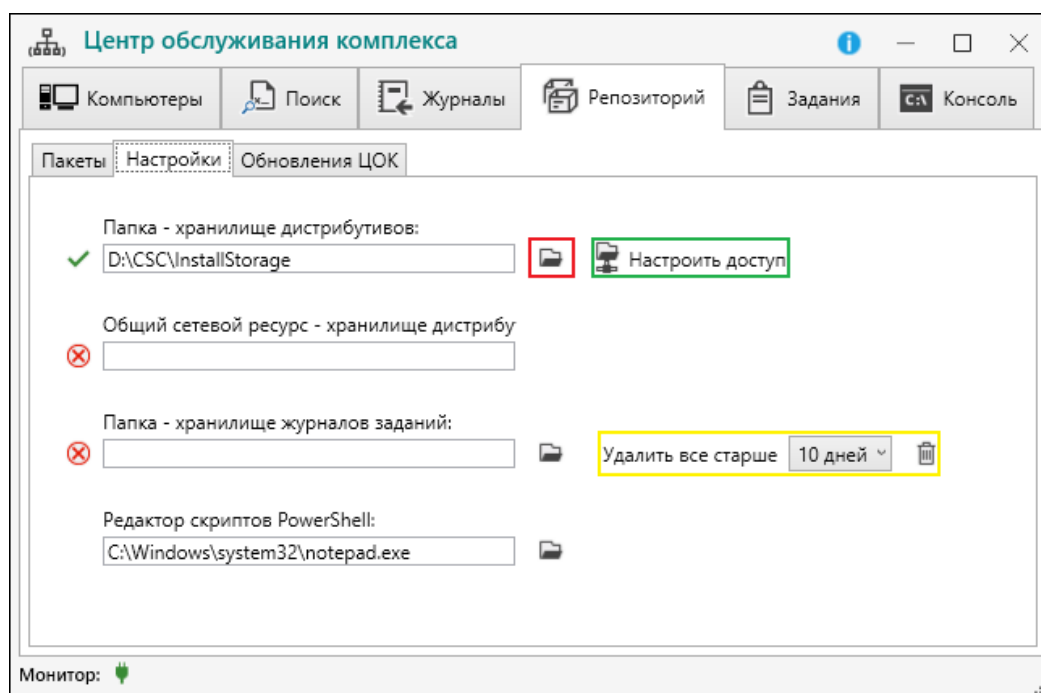 Центр обслуживания комплекса
Компьютеры Поиск Журналы Репозиторий Задания C:\ Консоль
Пакеты Настройки Обновления ЦОК
Папка - хранилище дистрибутивов:
D:\CSC\InstallStorage Настроить доступ
Общий сетевой ресурс - хранилище дистрибу
Папка - хранилище журналов заданий:
Удалить все старше 10 дней
Редактор скриптов PowerShell:
C:\Windows\system32\notepad.exe
Монитор: